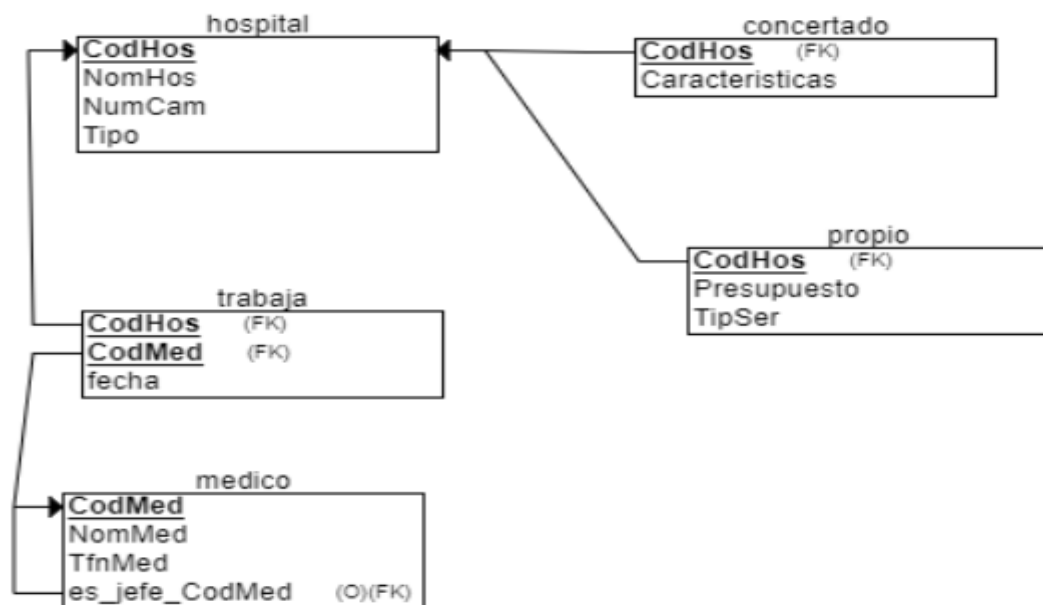 hospital
CodHos
NomHos
NumCam
Tipo
concertado
CodHos (FK)
Caracteristicas
propio
CodHos (FK)
Presupuesto
TipSer
trabaja
CodHos (FK)
CodMed (FK)
fecha
medico
CodMed
NomMed
TfnMed
es_jefe_CodMed (O)(FK)